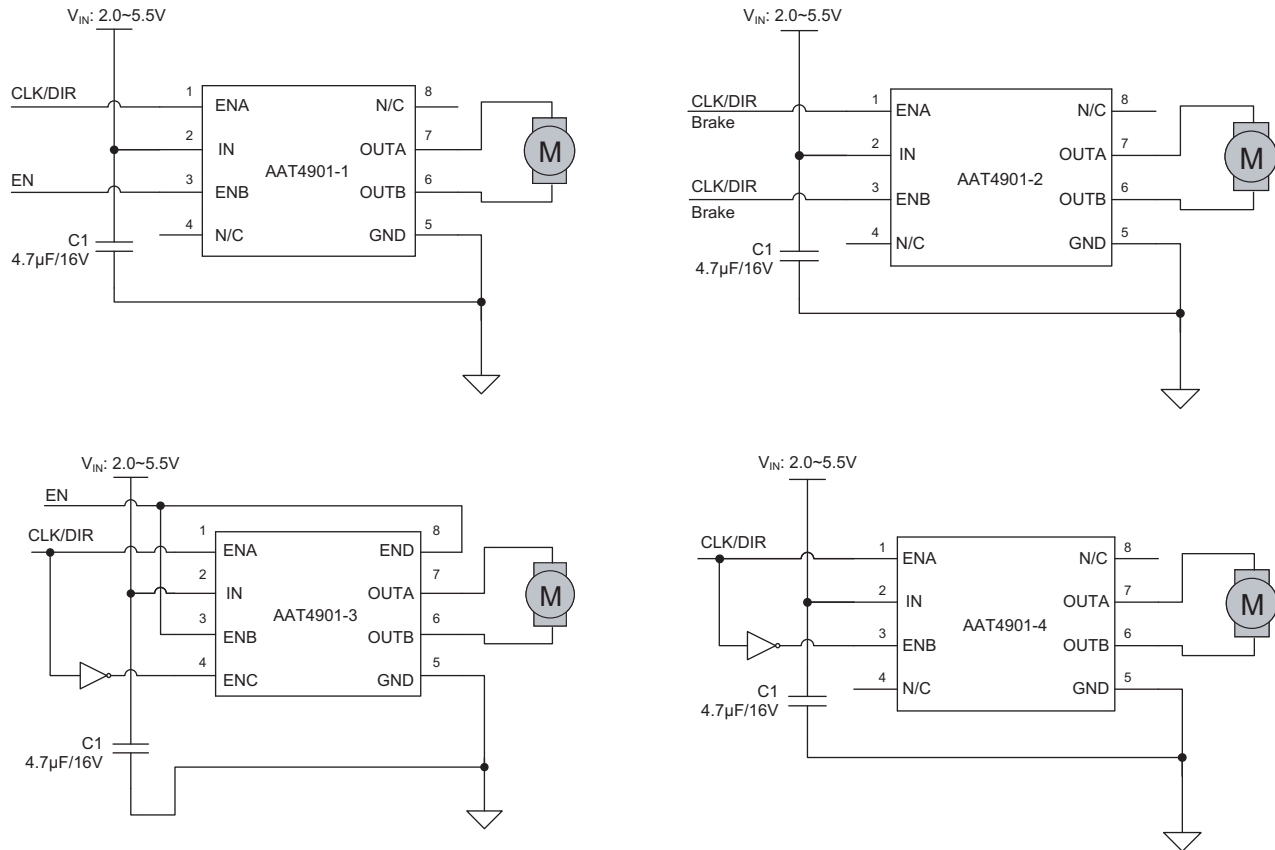 VIN: 2.0~5.5V
CLK/DIR
1
ENA
N/C
8
2
IN
OUTA
7
M
EN
3
ENB
AAT4901-1
OUTB
6
4
N/C
GND
5
C1
4.7µF/16V
VIN: 2.0~5.5V
CLK/DIR
Brake
1
ENA
N/C
8
2
IN
OUTA
7
M
CLK/DIR
Brake
3
ENB
AAT4901-2
OUTB
6
4
N/C
GND
5
C1
4.7µF/16V
VIN: 2.0~5.5V
EN
CLK/DIR
1
ENA
END
8
2
IN
OUTA
7
M
AAT4901-3
3
ENB
OUTB
6
4
ENC
GND
5
C1
4.7µF/16V
VIN: 2.0~5.5V
CLK/DIR
1
ENA
N/C
8
2
IN
OUTA
7
M
AAT4901-4
3
ENB
OUTB
6
4
N/C
GND
5
C1
4.7µF/16V